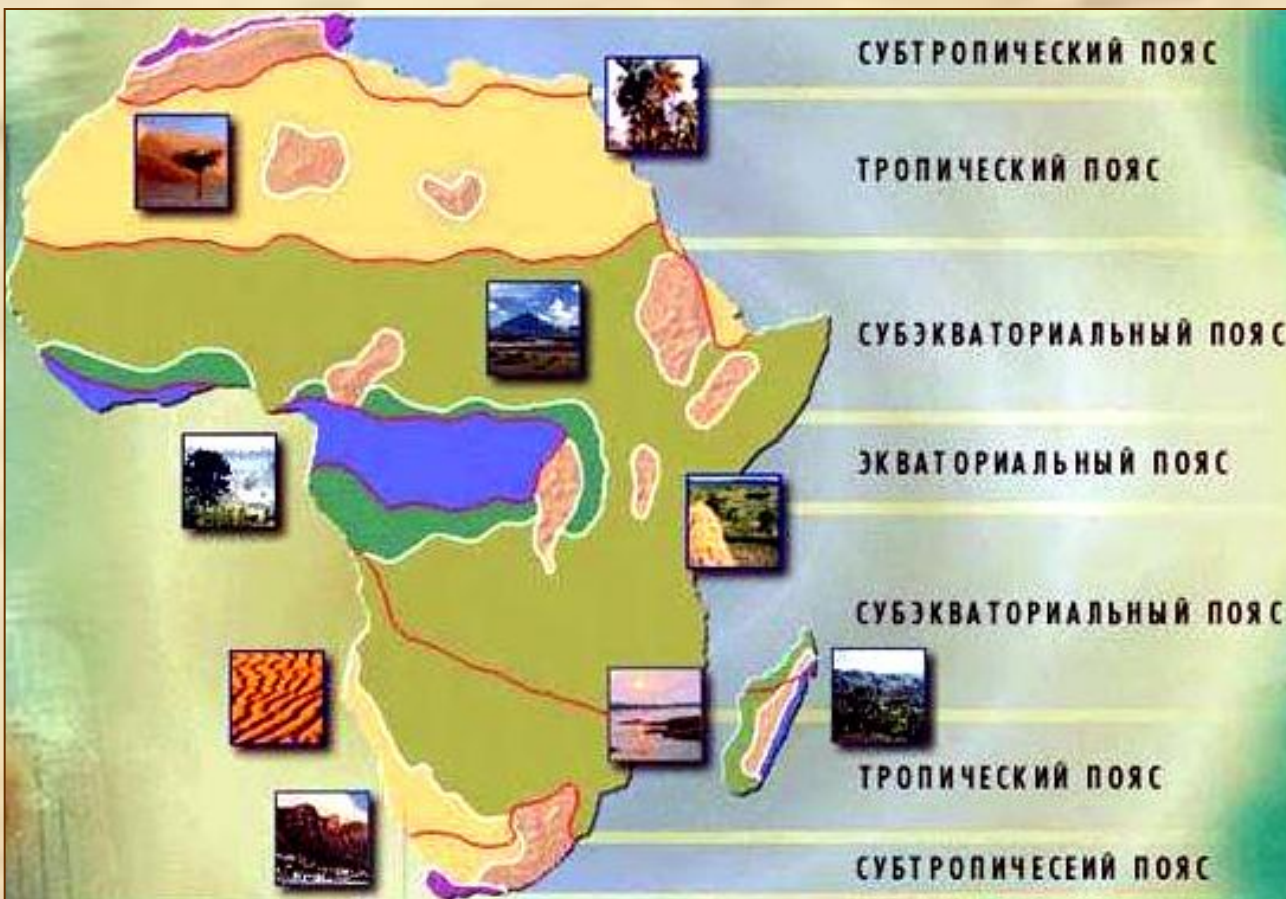 СУБТРОПИЧЕСКИЙ ПОЯС
ТРОПИЧЕСКИЙ ПОЯС
СУБЭКВАТОРИАЛЬНЫЙ ПОЯС
ЭКВАТОРИАЛЬНЫЙ ПОЯС
СУБЭКВАТОРИАЛЬНЫЙ ПОЯС
ТРОПИЧЕСКИЙ ПОЯС
СУБТРОПИЧЕСЕИЙ ПОЯС